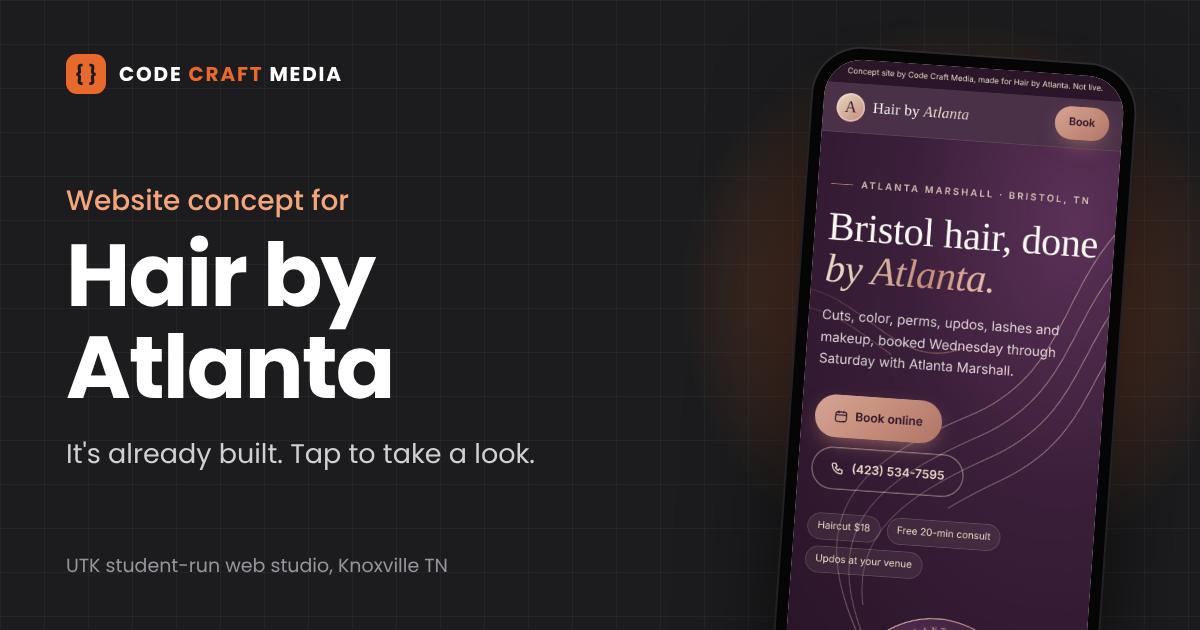 { } CODE CRAFT MEDIA
Website concept for
Hair by
Atlanta
It's already built. Tap to take a look.
UTK student-run web studio, Knoxville TN
Concept site by Code Craft Media, made for Hair by Atlanta. Not live.
A Hair by Atlanta
Book
ATLANTA MARSHALL · BRISTOL, TN
Bristol hair, done
by Atlanta.
Cuts, color, perms, updos, lashes and
makeup, booked Wednesday through
Saturday with Atlanta Marshall.
Book online
(423) 534-7595
Haircut $18
Free 20-min consult
Updos at your venue